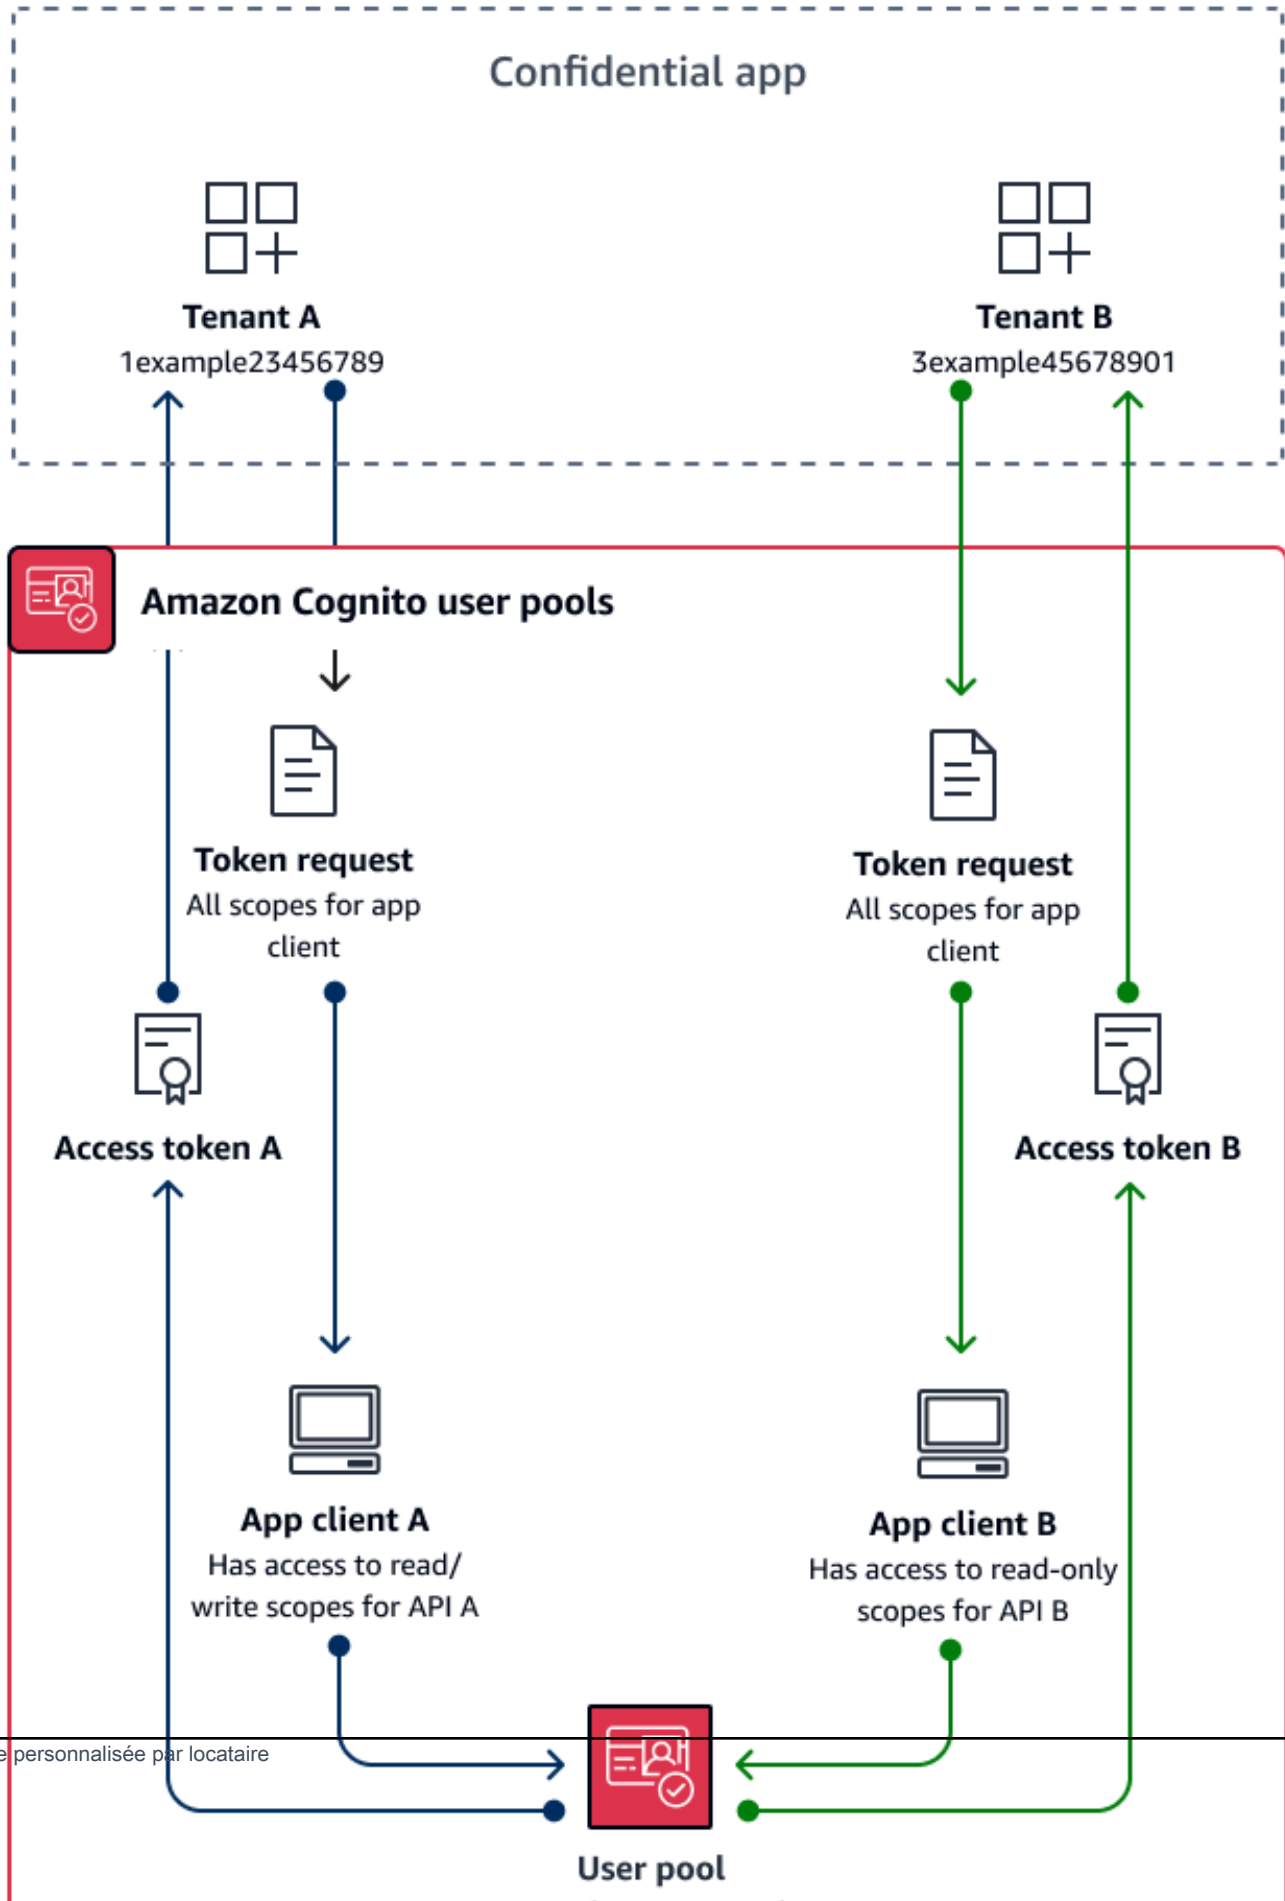 Confidential app
Tenant A
1example23456789
Tenant B
3example45678901
Amazon Cognito user pools
Token request
All scopes for app
client
Token request
All scopes for app
client
Access token A
Access token B
App client A
Has access to read/
write scopes for API A
App client B
Has access to read-only
scopes for API B
personnalisée par locataire
User pool